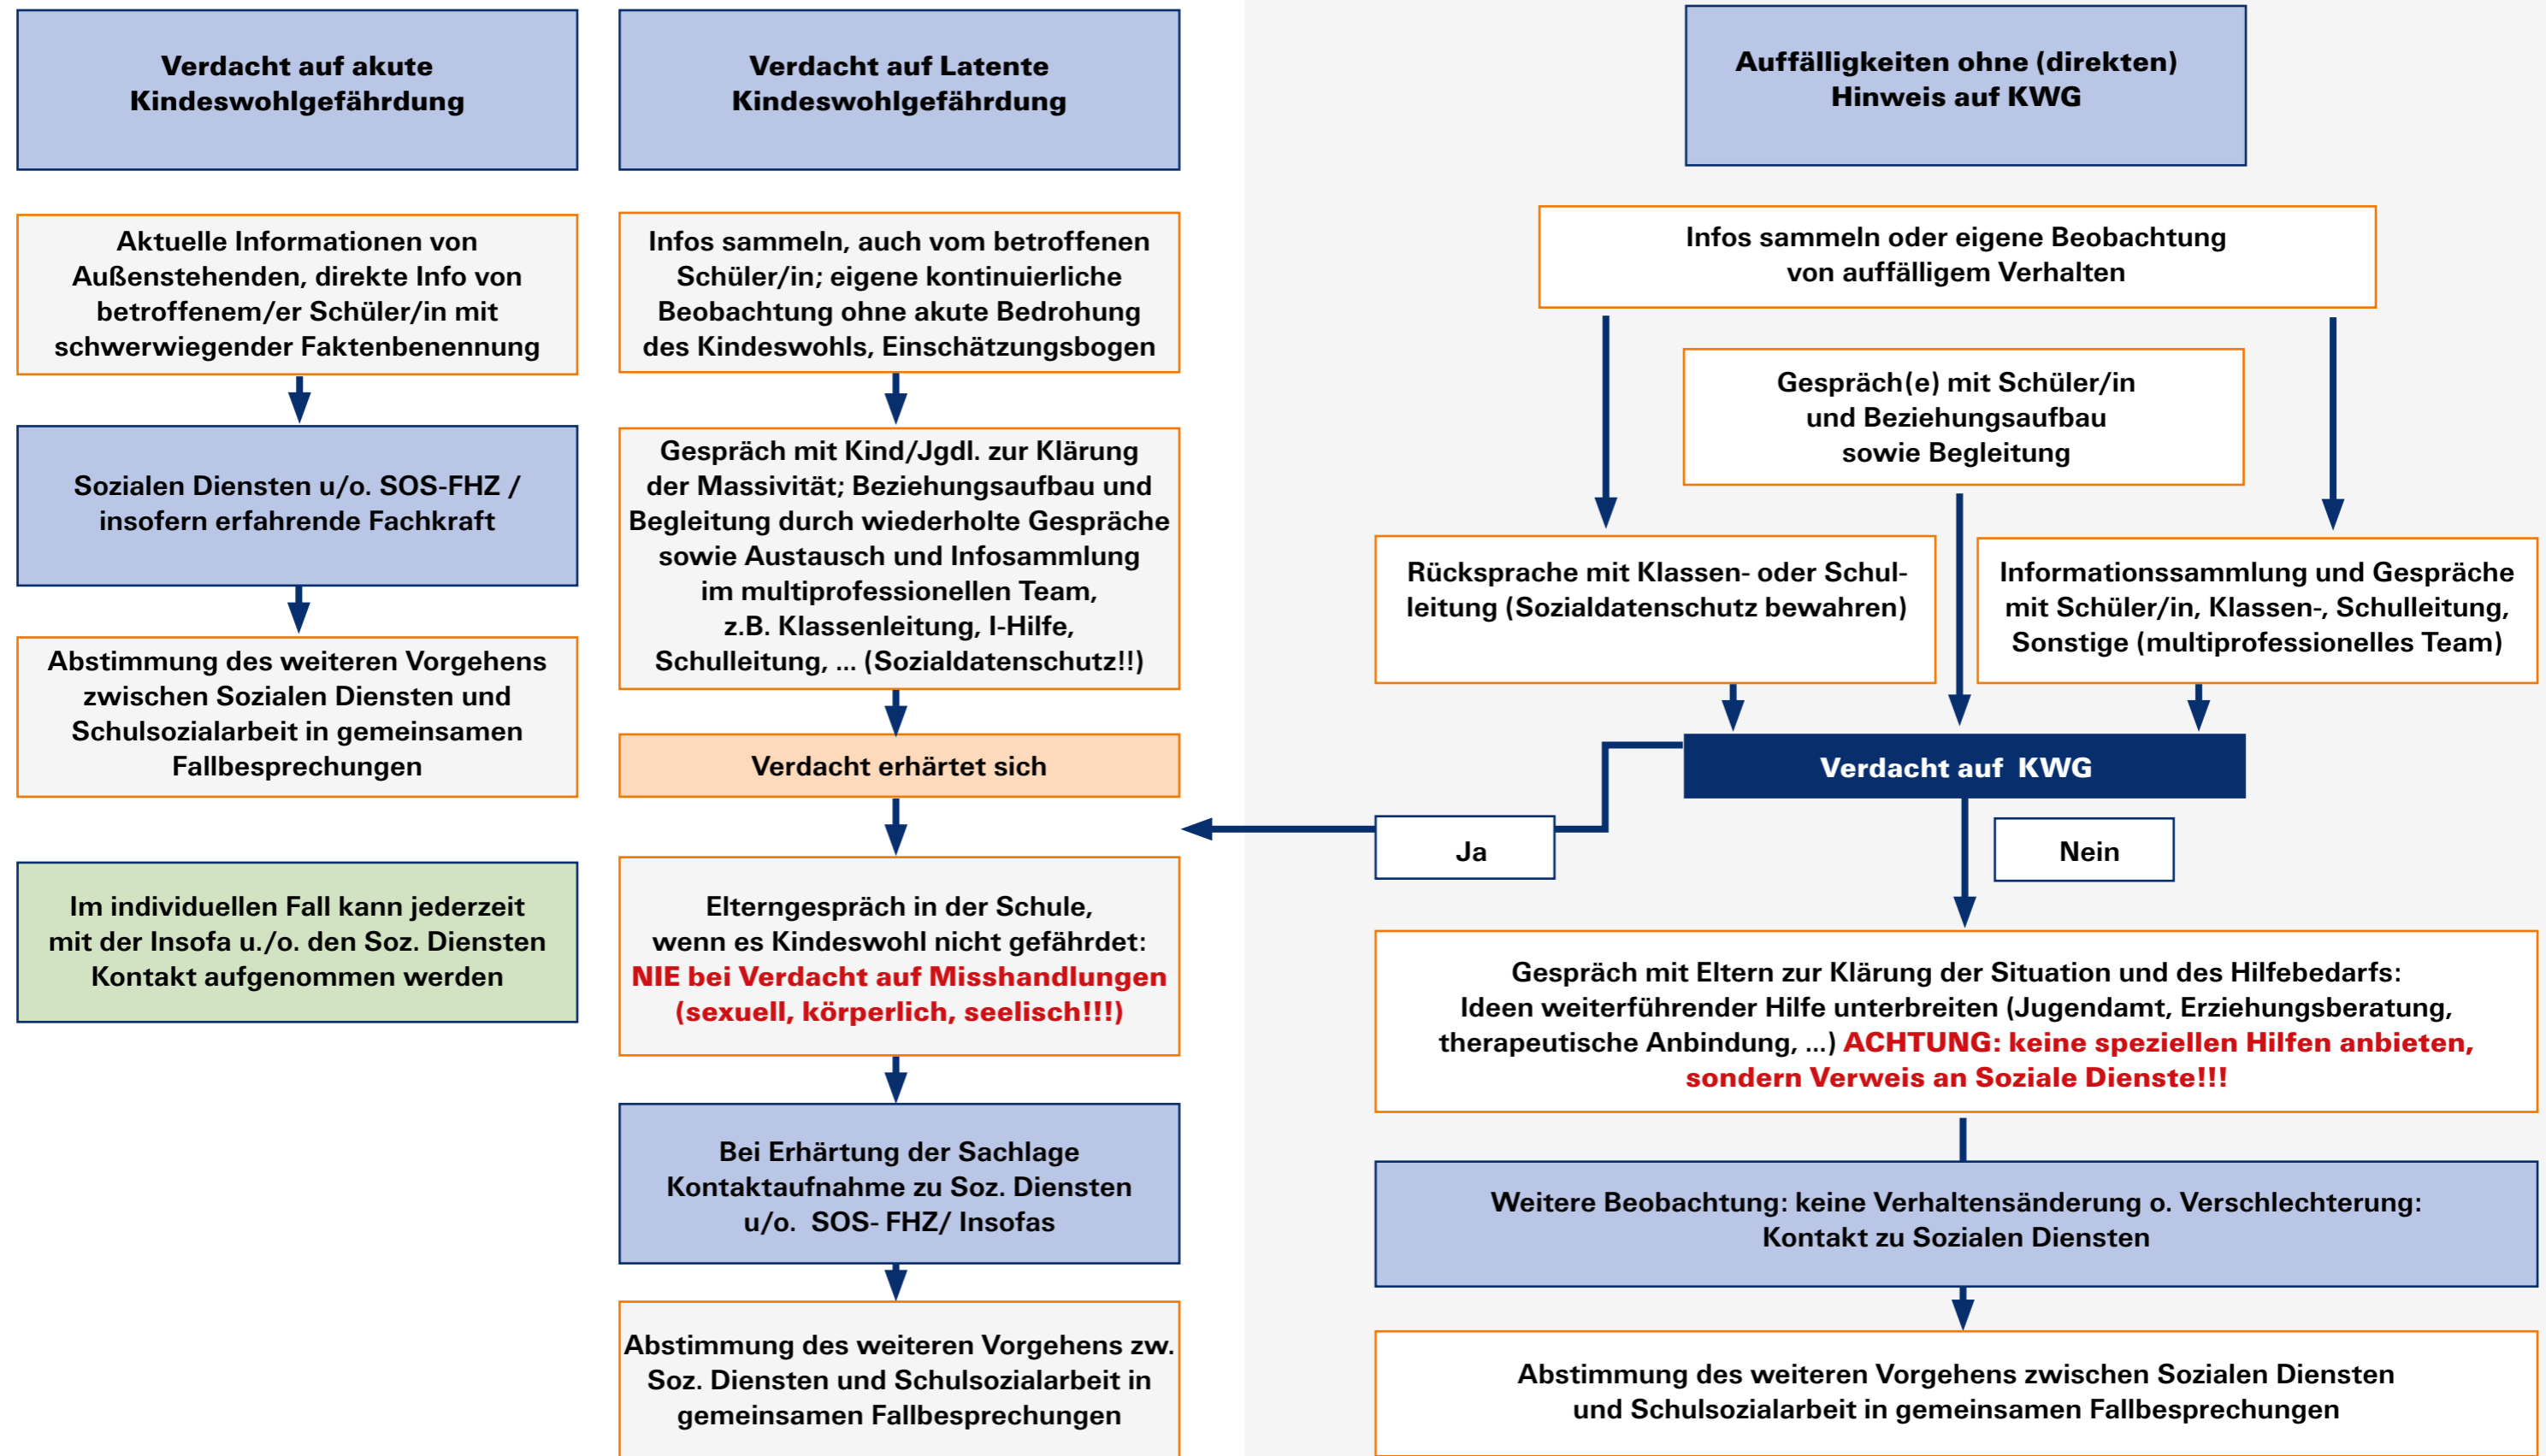 Verdacht auf akute
Kindeswohlgefährdung
Aktuelle Informationen von
Außenstehenden, direkte Info von
betroffenem/er Schüler/in mit
schwerwiegender Faktenbenennung
Sozialen Diensten u/o. SOS-FHZ /
insofern erfahrende Fachkraft
Abstimmung des weiteren Vorgehens
zwischen Sozialen Diensten und
Schulsozialarbeit in gemeinsamen
Fallbesprechungen
Im individuellen Fall kann jederzeit
mit der Insofa u./o. den Soz. Diensten
Kontakt aufgenommen werden
Verdacht auf Latente
Kindeswohlgefährdung
Infos sammeln, auch vom betroffenen
Schüler/in; eigene kontinuierliche
Beobachtung ohne akute Bedrohung
des Kindeswohls, Einschätzungsbogen
Gespräch mit Kind/Jgdl. zur Klärung
der Massivität; Beziehungsaufbau und
Begleitung durch wiederholte Gespräche
sowie Austausch und Infosammlung
im multiprofessionellen Team,
z.B. Klassenleitung, I-Hilfe,
Schulleitung, ... (Sozialdatenschutz!!)
Verdacht erhärtet sich
Elterngespräch in der Schule,
wenn es Kindeswohl nicht gefährdet:
NIE bei Verdacht auf Misshandlungen
(sexuell, körperlich, seelisch!!!)
Bei Erhärtung der Sachlage
Kontaktaufnahme zu Soz. Diensten
u/o. SOS- FHZ/ Insofas
Abstimmung des weiteren Vorgehens zw.
Soz. Diensten und Schulsozialarbeit in
gemeinsamen Fallbesprechungen
Auffälligkeiten ohne (direkten)
Hinweis auf KWG
Infos sammeln oder eigene Beobachtung
von auffälligem Verhalten
Gespräch(e) mit Schüler/in
und Beziehungsaufbau
sowie Begleitung
Rücksprache mit Klassen- oder Schul-
leitung (Sozialdatenschutz bewahren)
Informationssammlung und Gespräche
mit Schüler/in, Klassen-, Schulleitung,
Sonstige (multiprofessionelles Team)
Verdacht auf KWG
Ja
Nein
Gespräch mit Eltern zur Klärung der Situation und des Hilfebedarfs:
Ideen weiterführender Hilfe unterbreiten (Jugendamt, Erziehungsberatung,
therapeutische Anbindung, ...) ACHTUNG: keine speziellen Hilfen anbieten,
sondern Verweis an Soziale Dienste!!!
Weitere Beobachtung: keine Verhaltensänderung o. Verschlechterung:
Kontakt zu Sozialen Diensten
Abstimmung des weiteren Vorgehens zwischen Sozialen Diensten
und Schulsozialarbeit in gemeinsamen Fallbesprechungen